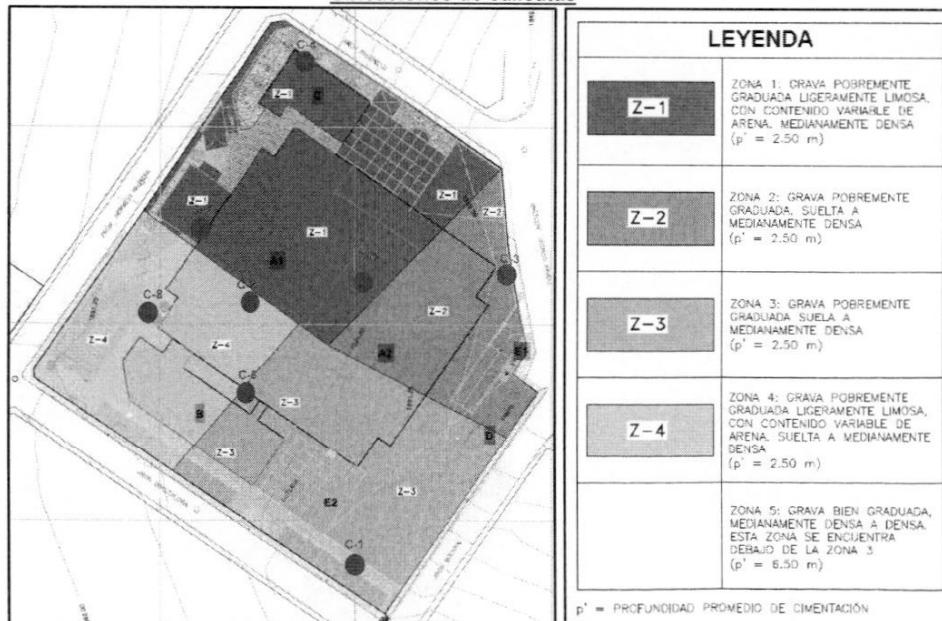 C-4
Z-1
C
Z-1
Z-2
Z-1
Z-1
A1
C-3
Z-2
C-8
Z-4
Z-4
A2
E1
C-6
Z-3
B
D
Z-3
Z-3
E2
C-1
LEYENDA
Z-1
ZONA 1: GRAVA POBREMENTE
GRADUADA LIGERAMENTE LIMOSA,
CON CONTENIDO VARIABLE DE
ARENA, MEDIANAMENTE DENSA
(p' = 2.50 m)
Z-2
ZONA 2: GRAVA POBREMENTE
GRADUADA, SUELTA A
MEDIANAMENTE DENSA
(p' = 2.50 m)
Z-3
ZONA 3: GRAVA POBREMENTE
GRADUADA SUELA A
MEDIANAMENTE DENSA
(p' = 2.50 m)
Z-4
ZONA 4: GRAVA POBREMENTE
GRADUADA LIGERAMENTE LIMOSA,
CON CONTENIDO VARIABLE DE
ARENA, SUELTA A MEDIANAMENTE
DENSA
(p' = 2.50 m)
ZONA 5: GRAVA BIEN GRADUADA,
MEDIANAMENTE DENSA A DENSA.
ESTA ZONA SE ENCUENTRA
DEBAJO DE LA ZONA 3
(p' = 6.50 m)
p' = PROFUNDIDAD PROMEDIO DE CIMENTACIÓN